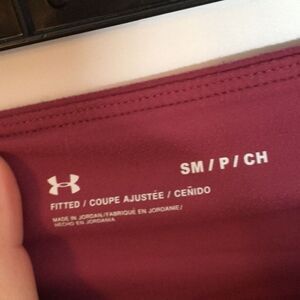 SM / P / CH
FITTED / COUPE AJUSTÉE / CEÑIDO
MADE IN JORDAN/FABRIQUÉ EN JORDANIE/
HECHO EN JORDANIA